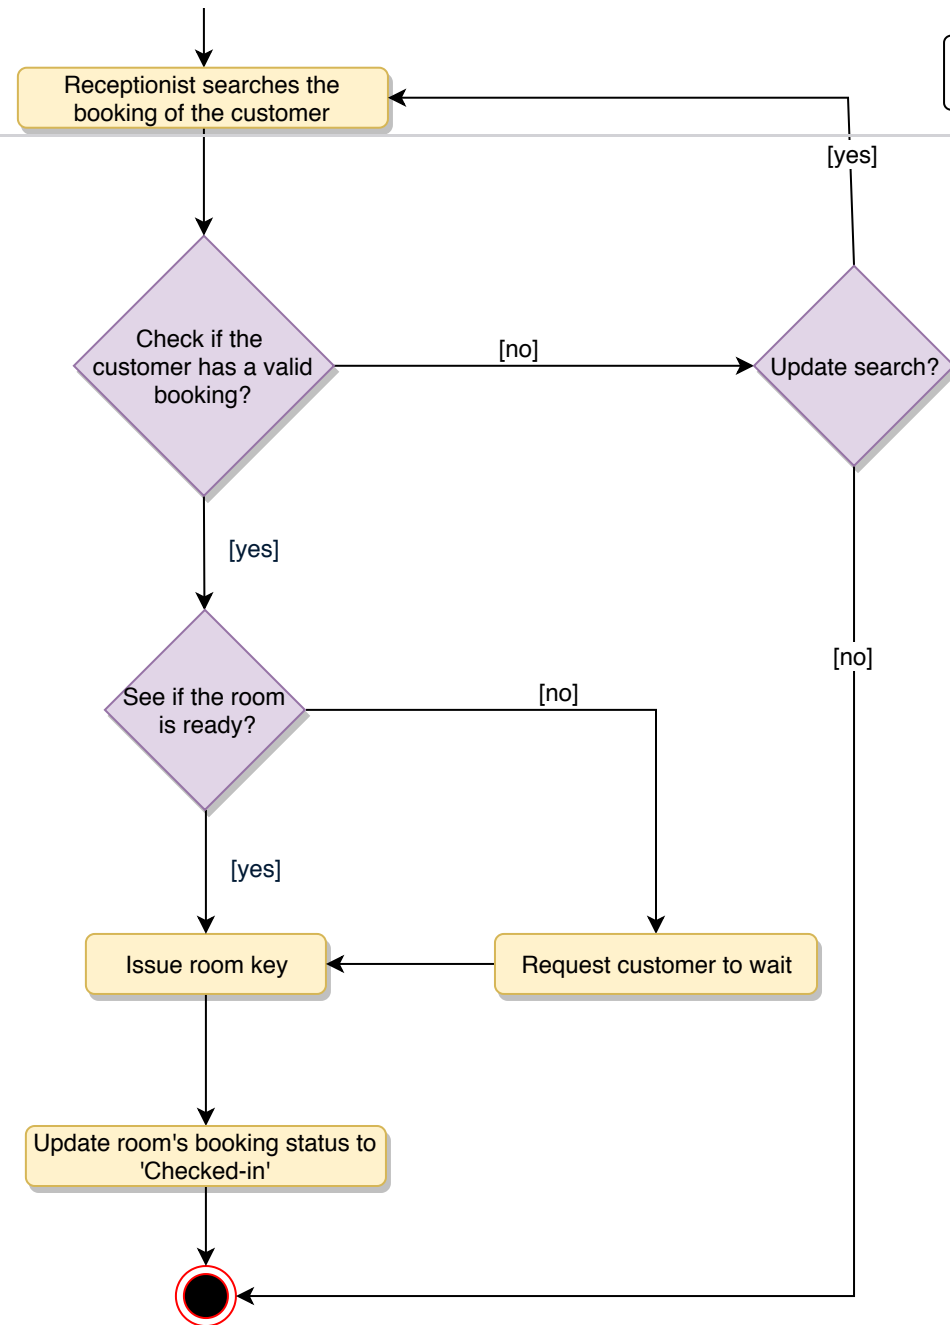 Receptionist searches the
booking of the customer
[yes]
Check if the
customer has a valid
booking?
[no]
Update search?
[yes]
[no]
See if the room
is ready?
[no]
[yes]
Issue room key
Request customer to wait
Update room's booking status to
'Checked-in'